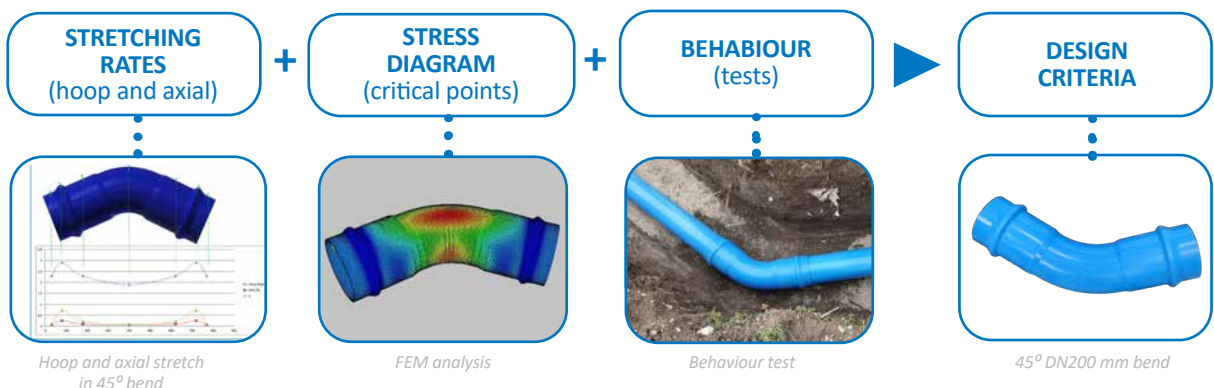 STRETCHING
RATES
(hoop and axial)
+
STRESS
DIAGRAM
(critical points)
+
BEHABIOUR
(tests)
DESIGN
CRITERIA
Hoop and axial stretch
in 45º bend
FEM analysis
Behaviour test
45º DN200 mm bend